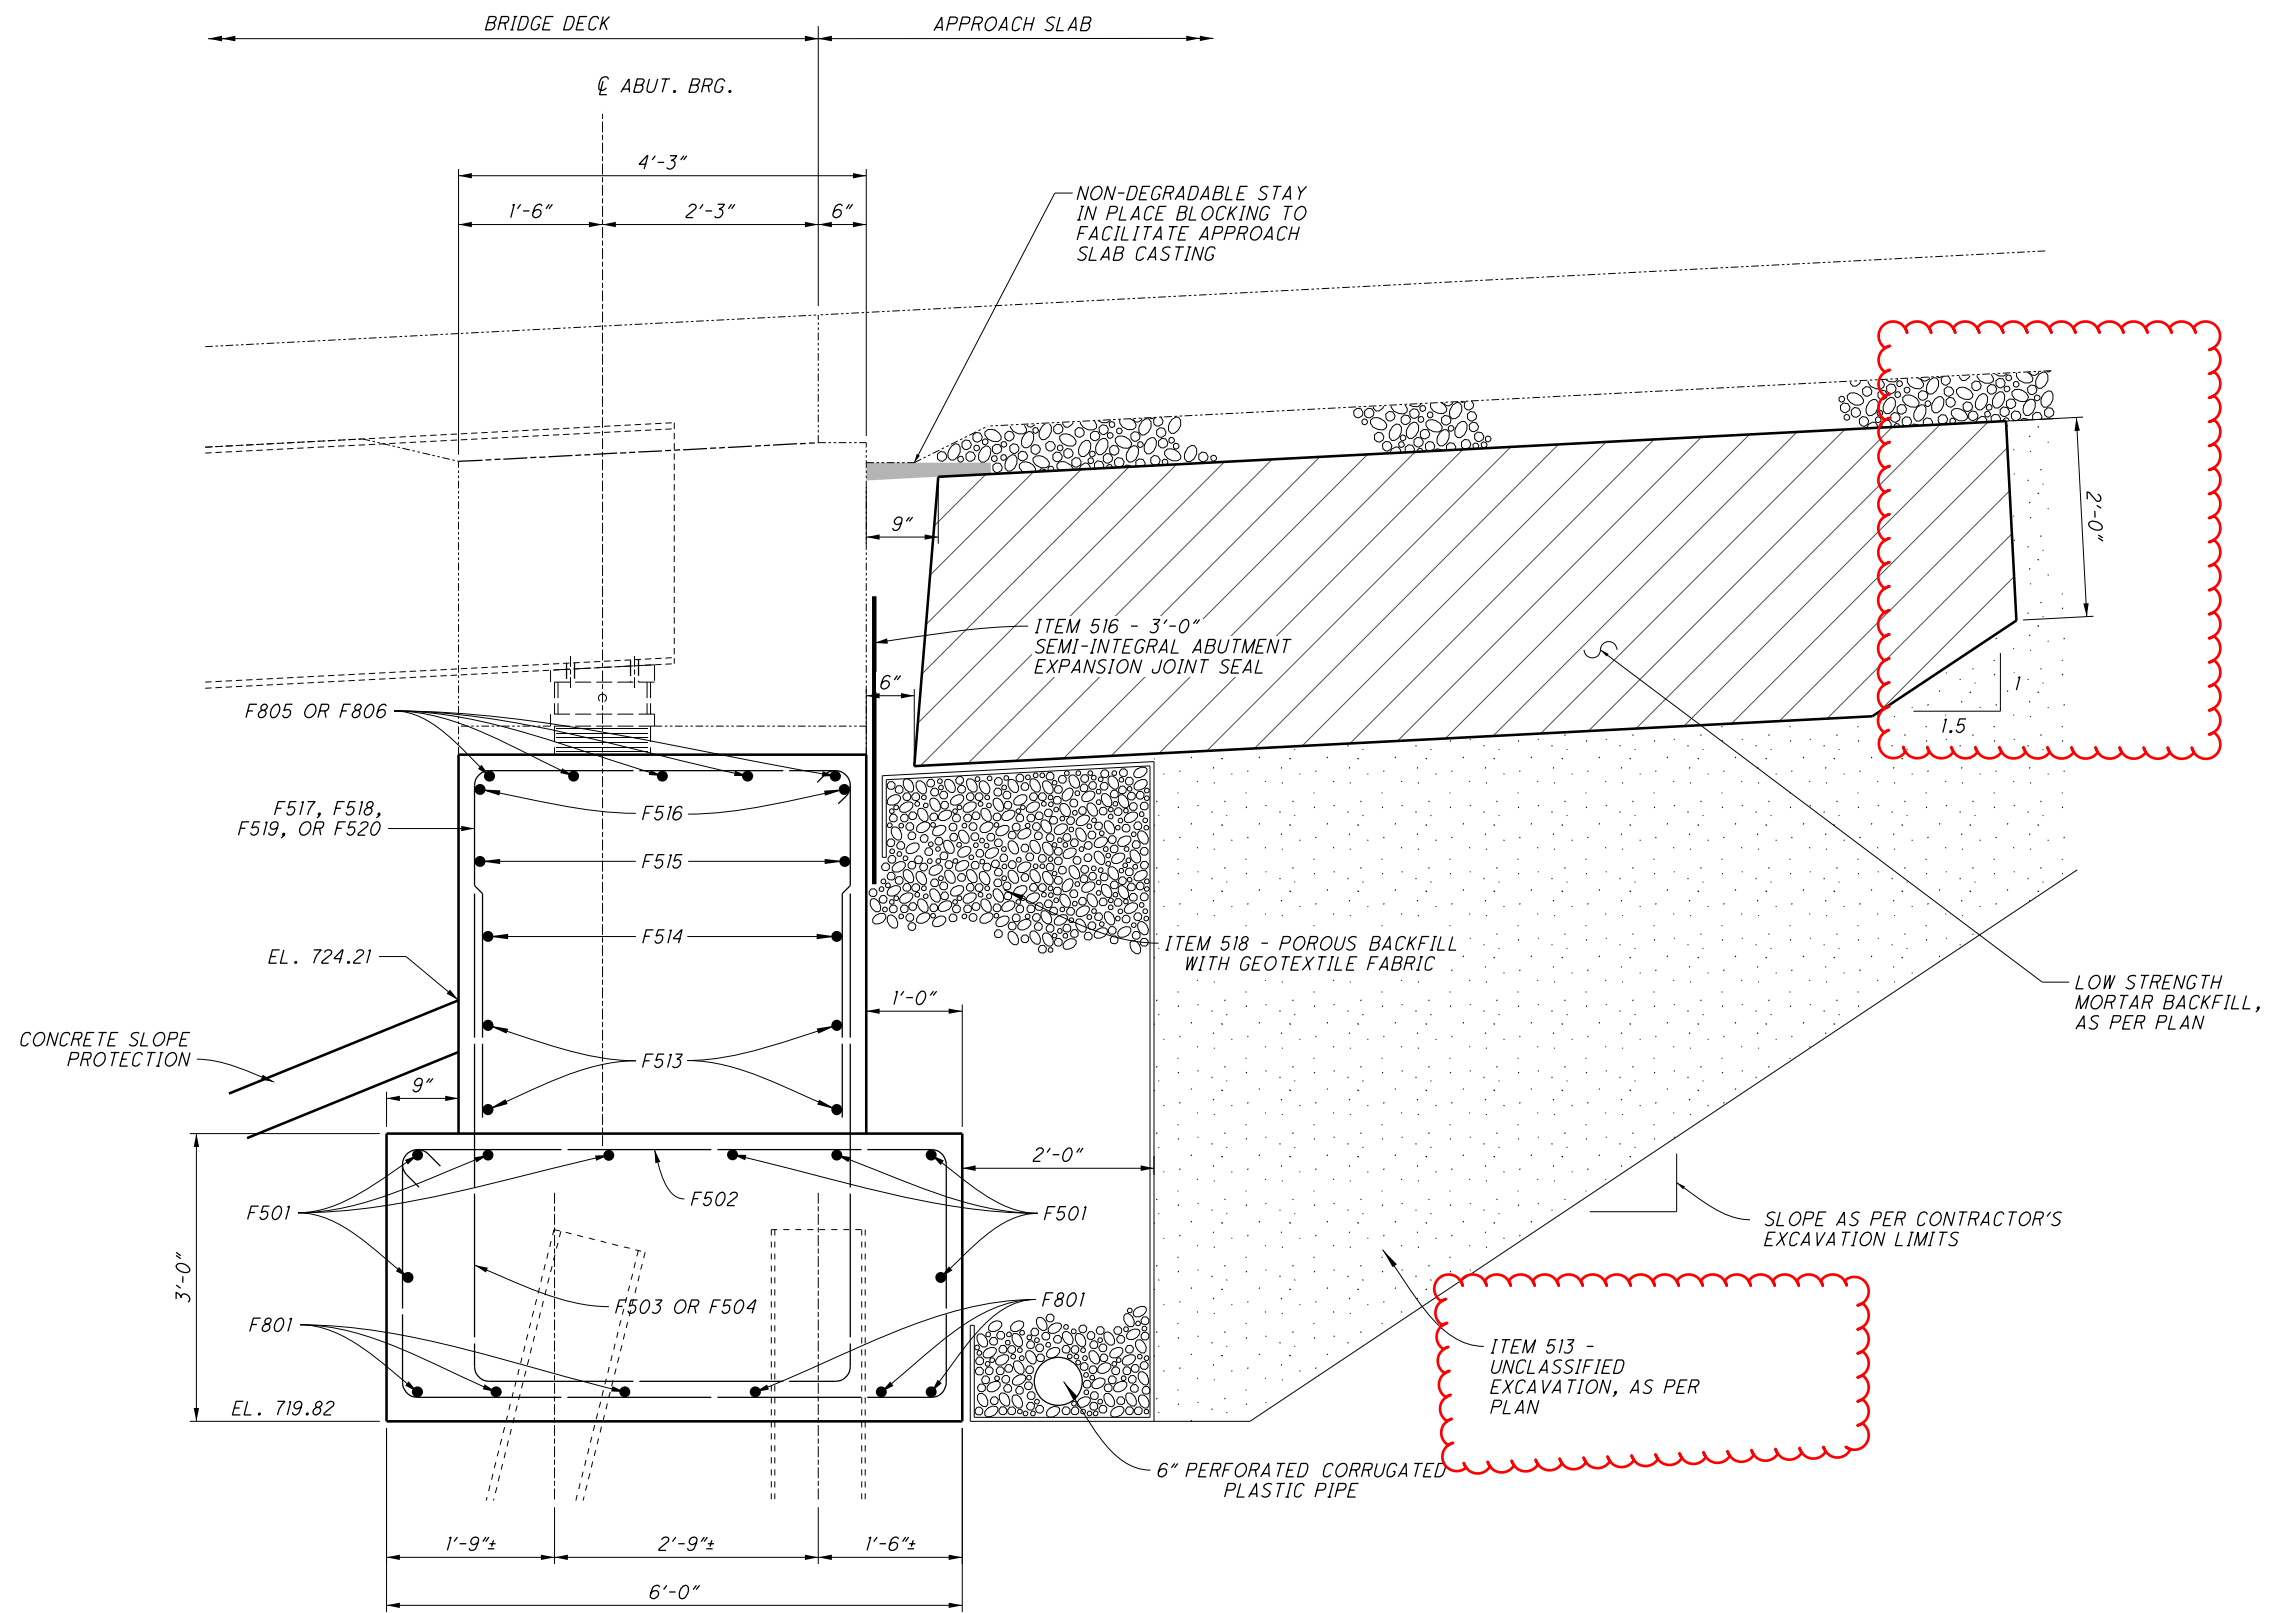 BRIDGE DECK
APPROACH SLAB
℄ ABUT. BRG.
4'-3"
1'-6"
2'-3"
6"
NON-DEGRADABLE STAY
IN PLACE BLOCKING TO
FACILITATE APPROACH
SLAB CASTING
9"
2'-0"
ITEM 516 - 3'-0"
SEMI-INTEGRAL ABUTMENT
EXPANSION JOINT SEAL
6"
1
1.5
F805 OR F806
F517, F518,
F519, OR F520
F516
F515
F514
EL. 724.21
ITEM 518 - POROUS BACKFILL
WITH GEOTEXTILE FABRIC
LOW STRENGTH
MORTAR BACKFILL,
AS PER PLAN
1'-0"
CONCRETE SLOPE
PROTECTION
F513
9"
2'-0"
F502
F501
F501
SLOPE AS PER CONTRACTOR'S
EXCAVATION LIMITS
3'-0"
F503 OR F504
F801
F801
ITEM 513 -
UNCLASSIFIED
EXCAVATION, AS PER
PLAN
EL. 719.82
6" PERFORATED CORRUGATED
PLASTIC PIPE
1'-9"±
2'-9"±
1'-6"±
6'-0"